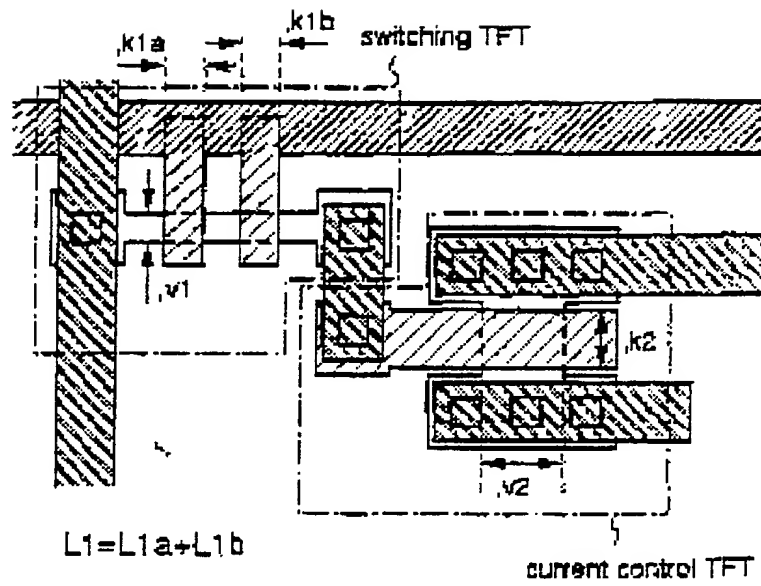 ,k1b
switching TFT
,k1a
,v1
,k2
,v2
L1=L1a+L1b
current control TFT